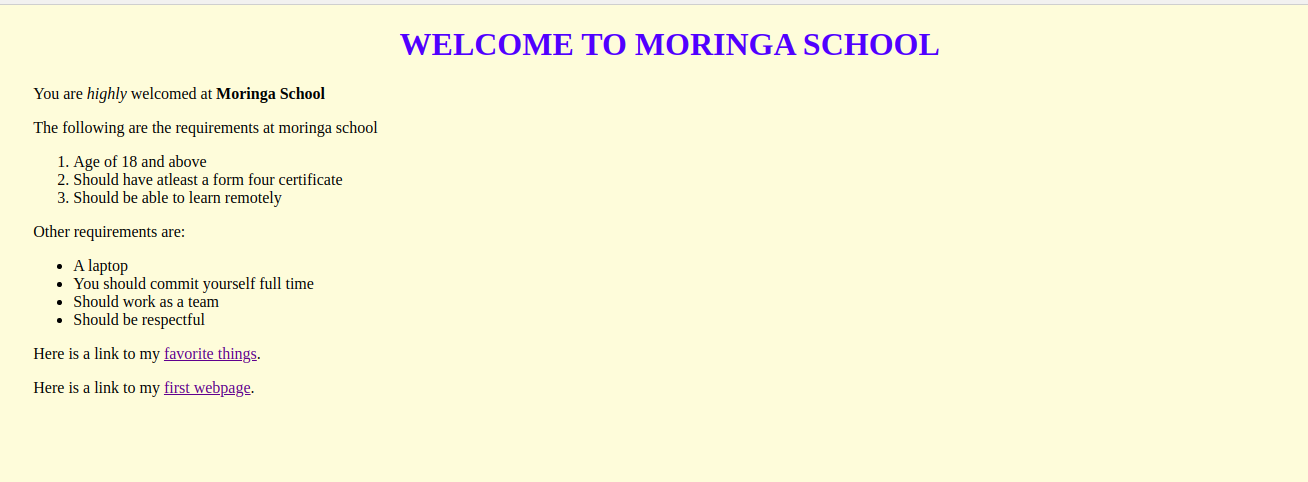 WELCOME TO MORINGA SCHOOL
You are highly welcomed at Moringa School
The following are the requirements at moringa school
1. Age of 18 and above
2. Should have atleast a form four certificate
3. Should be able to learn remotely
Other requirements are:
• A laptop
• You should commit yourself full time
• Should work as a team
• Should be respectful
Here is a link to my favorite things.
Here is a link to my first webpage.